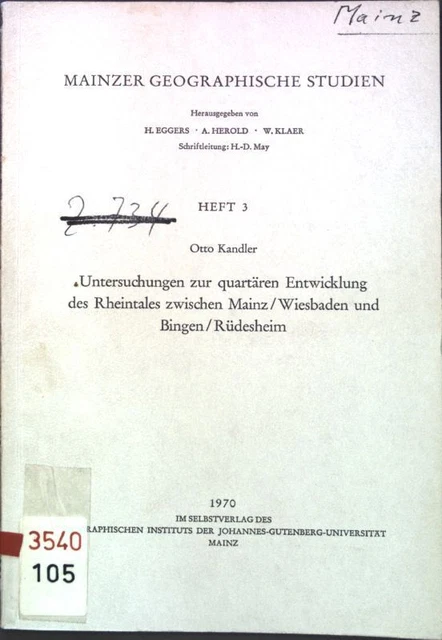 Mainz
MAINZER GEOGRAPHISCHE STUDIEN
Herausgegeben von
H. EGGERS · A. HEROLD · W. KLAER
Schriftleitung: H.-D. May
HEFT 3
Z. 734
Otto Kandler
Untersuchungen zur quartären Entwicklung
des Rheintales zwischen Mainz/Wiesbaden und
Bingen/Rüdesheim
1970
IM SELBSTVERLAG DES
GRAPHISCHEN INSTITUTS DER JOHANNES-GUTENBERG-UNIVERSITÄT
MAINZ
3540
105